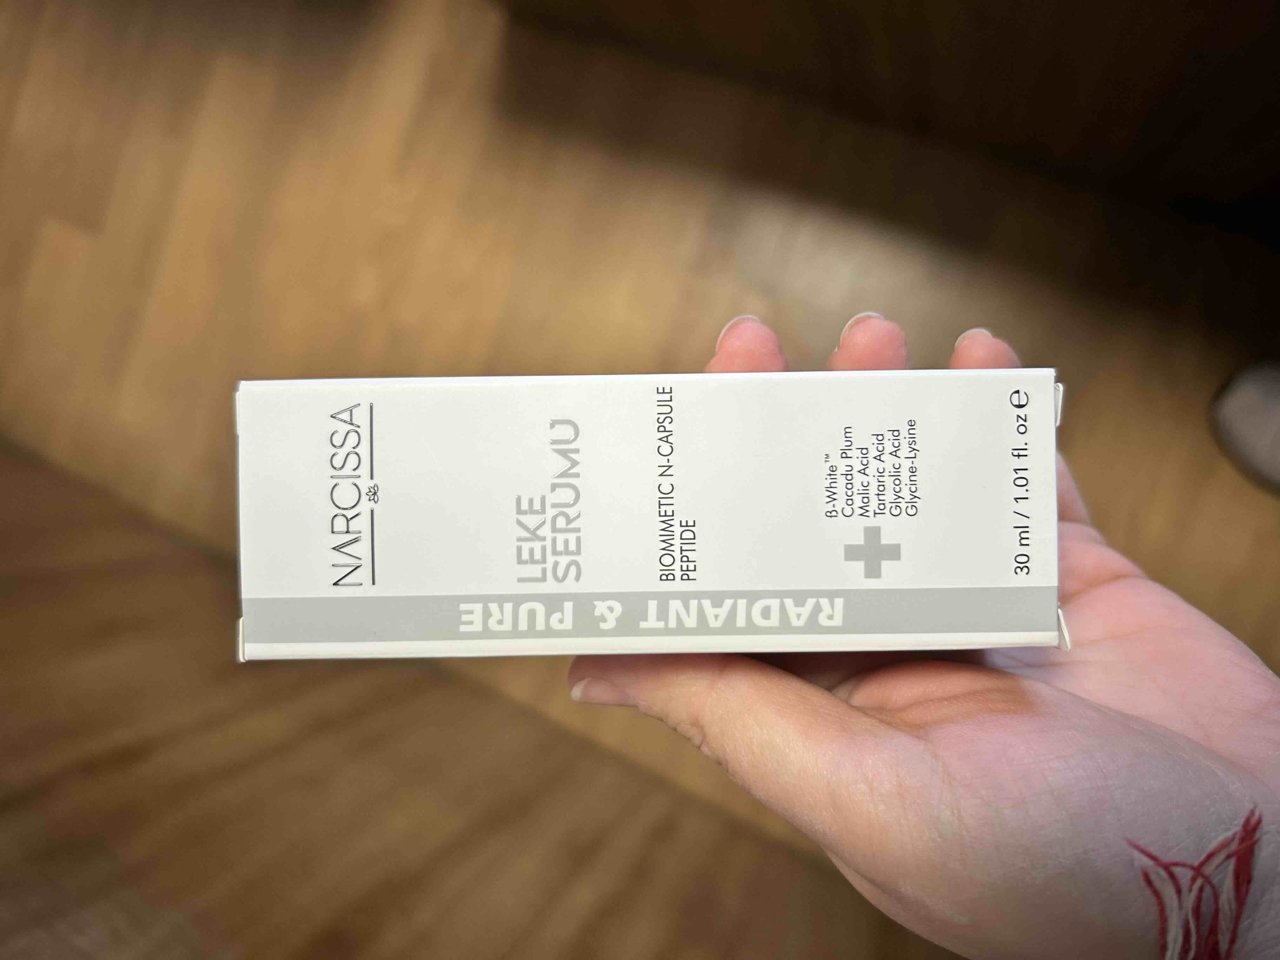 NARCISSA
LEKE
SERUMU
BIOMIMETIC N-CAPSULE
PEPTIDE
β-White™
Cacadu Plum
Malic Acid
Tartaric Acid
Glycolic Acid
Glycine-Lysine
30 ml / 1.01 fl. oz ℮
RADIANT & PURE